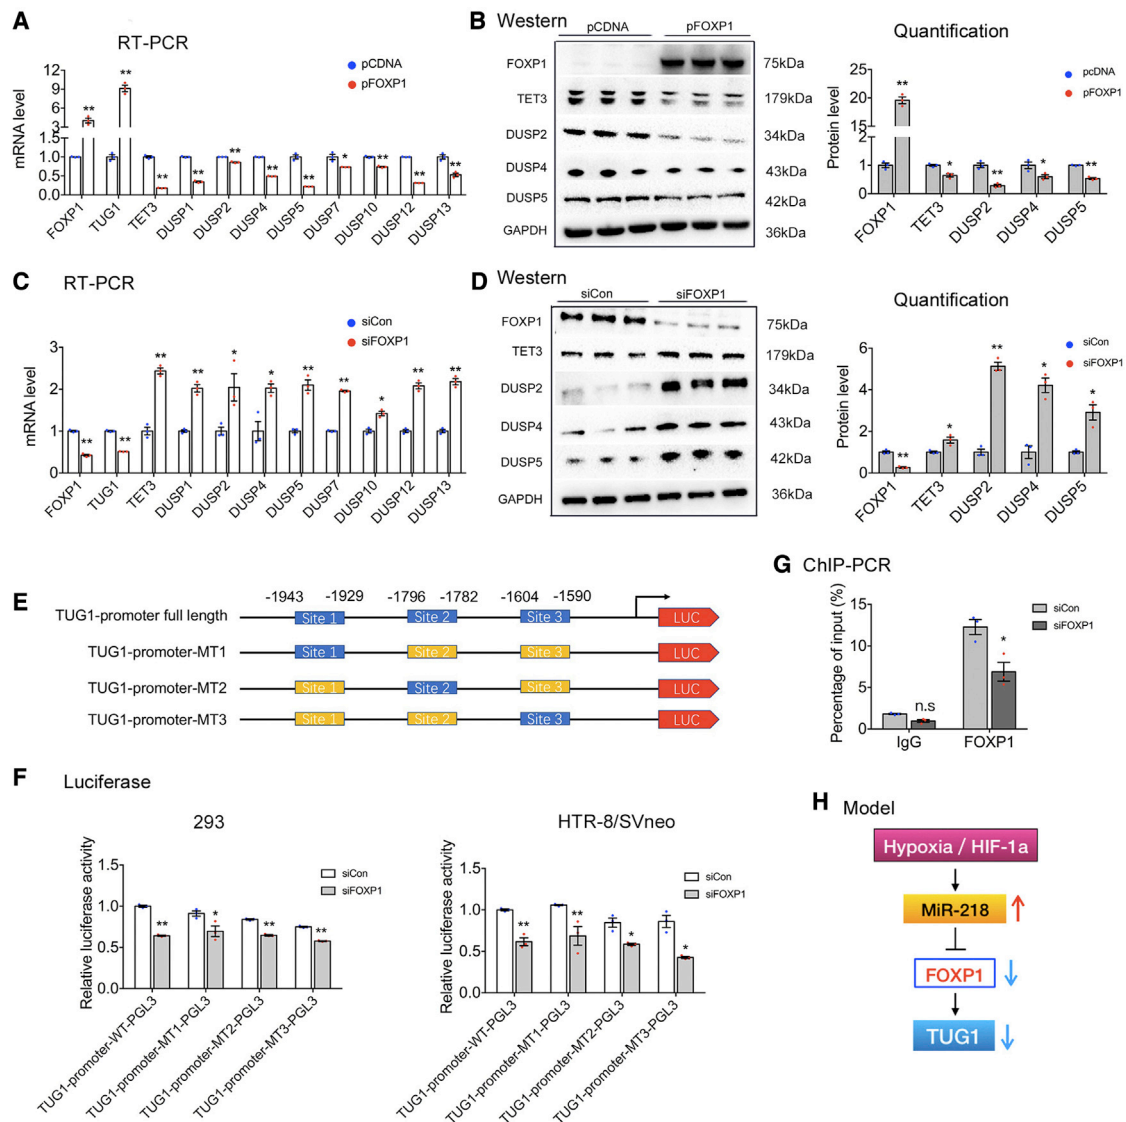 A
RT-PCR
pCDNA
pFOXP1
mRNA level
12
9
6
3
1.5
1.0
0.5
0.0
**
**
**
**
**
**
**
*
**
**
**
FOXP1
TUG1
TET3
DUSP1
DUSP2
DUSP4
DUSP5
DUSP7
DUSP10
DUSP12
DUSP13
B
Western
pCDNA
pFOXP1
FOXP1
75kDa
TET3
179kDa
DUSP2
34kDa
DUSP4
43kDa
DUSP5
42kDa
GAPDH
36kDa
Quantification
pcDNA
pFOXP1
Protein level
25
20
15
2
1
0
**
*
**
*
**
FOXP1
TET3
DUSP2
DUSP4
DUSP5
C
RT-PCR
siCon
siFOXP1
mRNA level
3
2
1
0
**
**
**
**
*
*
**
**
*
**
**
FOXP1
TUG1
TET3
DUSP1
DUSP2
DUSP4
DUSP5
DUSP7
DUSP10
DUSP12
DUSP13
D
Western
siCon
siFOXP1
FOXP1
75kDa
TET3
179kDa
DUSP2
34kDa
DUSP4
43kDa
DUSP5
42kDa
GAPDH
36kDa
Quantification
siCon
siFOXP1
Protein level
6
4
2
0
**
*
**
*
*
FOXP1
TET3
DUSP2
DUSP4
DUSP5
E
-1943 -1929 -1796 -1782 -1604 -1590
TUG1-promoter full length Site 1 Site 2 Site 3 LUC
TUG1-promoter-MT1 Site 1 Site 2 Site 3 LUC
TUG1-promoter-MT2 Site 1 Site 2 Site 3 LUC
TUG1-promoter-MT3 Site 1 Site 2 Site 3 LUC
G ChIP-PCR
siCon
siFOXP1
Percentage of input (%)
15
10
5
0
n.s
*
IgG FOXP1
F Luciferase
293
siCon
siFOXP1
Relative luciferase activity
1.5
1.0
0.5
0.0
**
*
**
**
TUG1-promoter-WT-PGL3
TUG1-promoter-MT1-PGL3
TUG1-promoter-MT2-PGL3
TUG1-promoter-MT3-PGL3
HTR-8/SVneo
siCon
siFOXP1
Relative luciferase activity
1.5
1.0
0.5
0.0
**
**
*
*
TUG1-promoter-WT-PGL3
TUG1-promoter-MT1-PGL3
TUG1-promoter-MT2-PGL3
TUG1-promoter-MT3-PGL3
H Model
Hypoxia / HIF-1a
MiR-218
FOXP1
TUG1